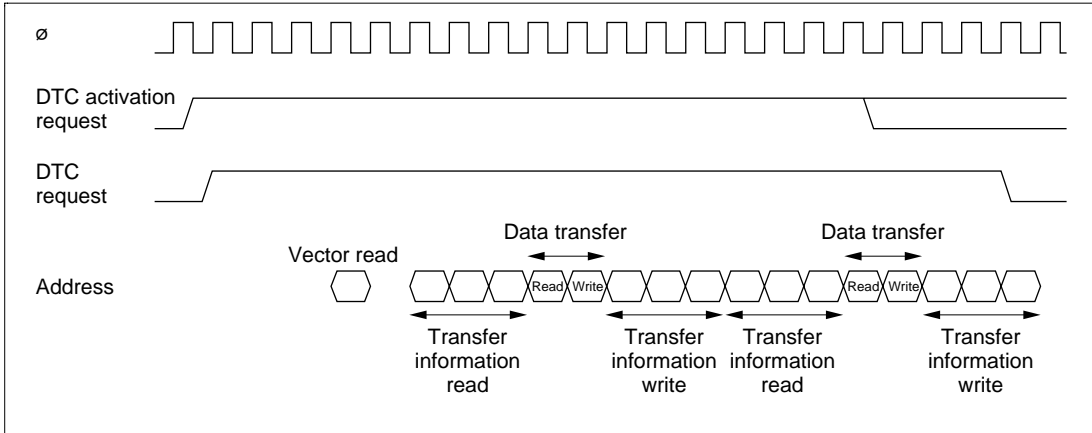 ø
DTC activation
request
DTC
request
Data transfer
Data transfer
Vector read
Address
Read
Write
Read
Write
Transfer
information
read
Transfer
information
write
Transfer
information
read
Transfer
information
write